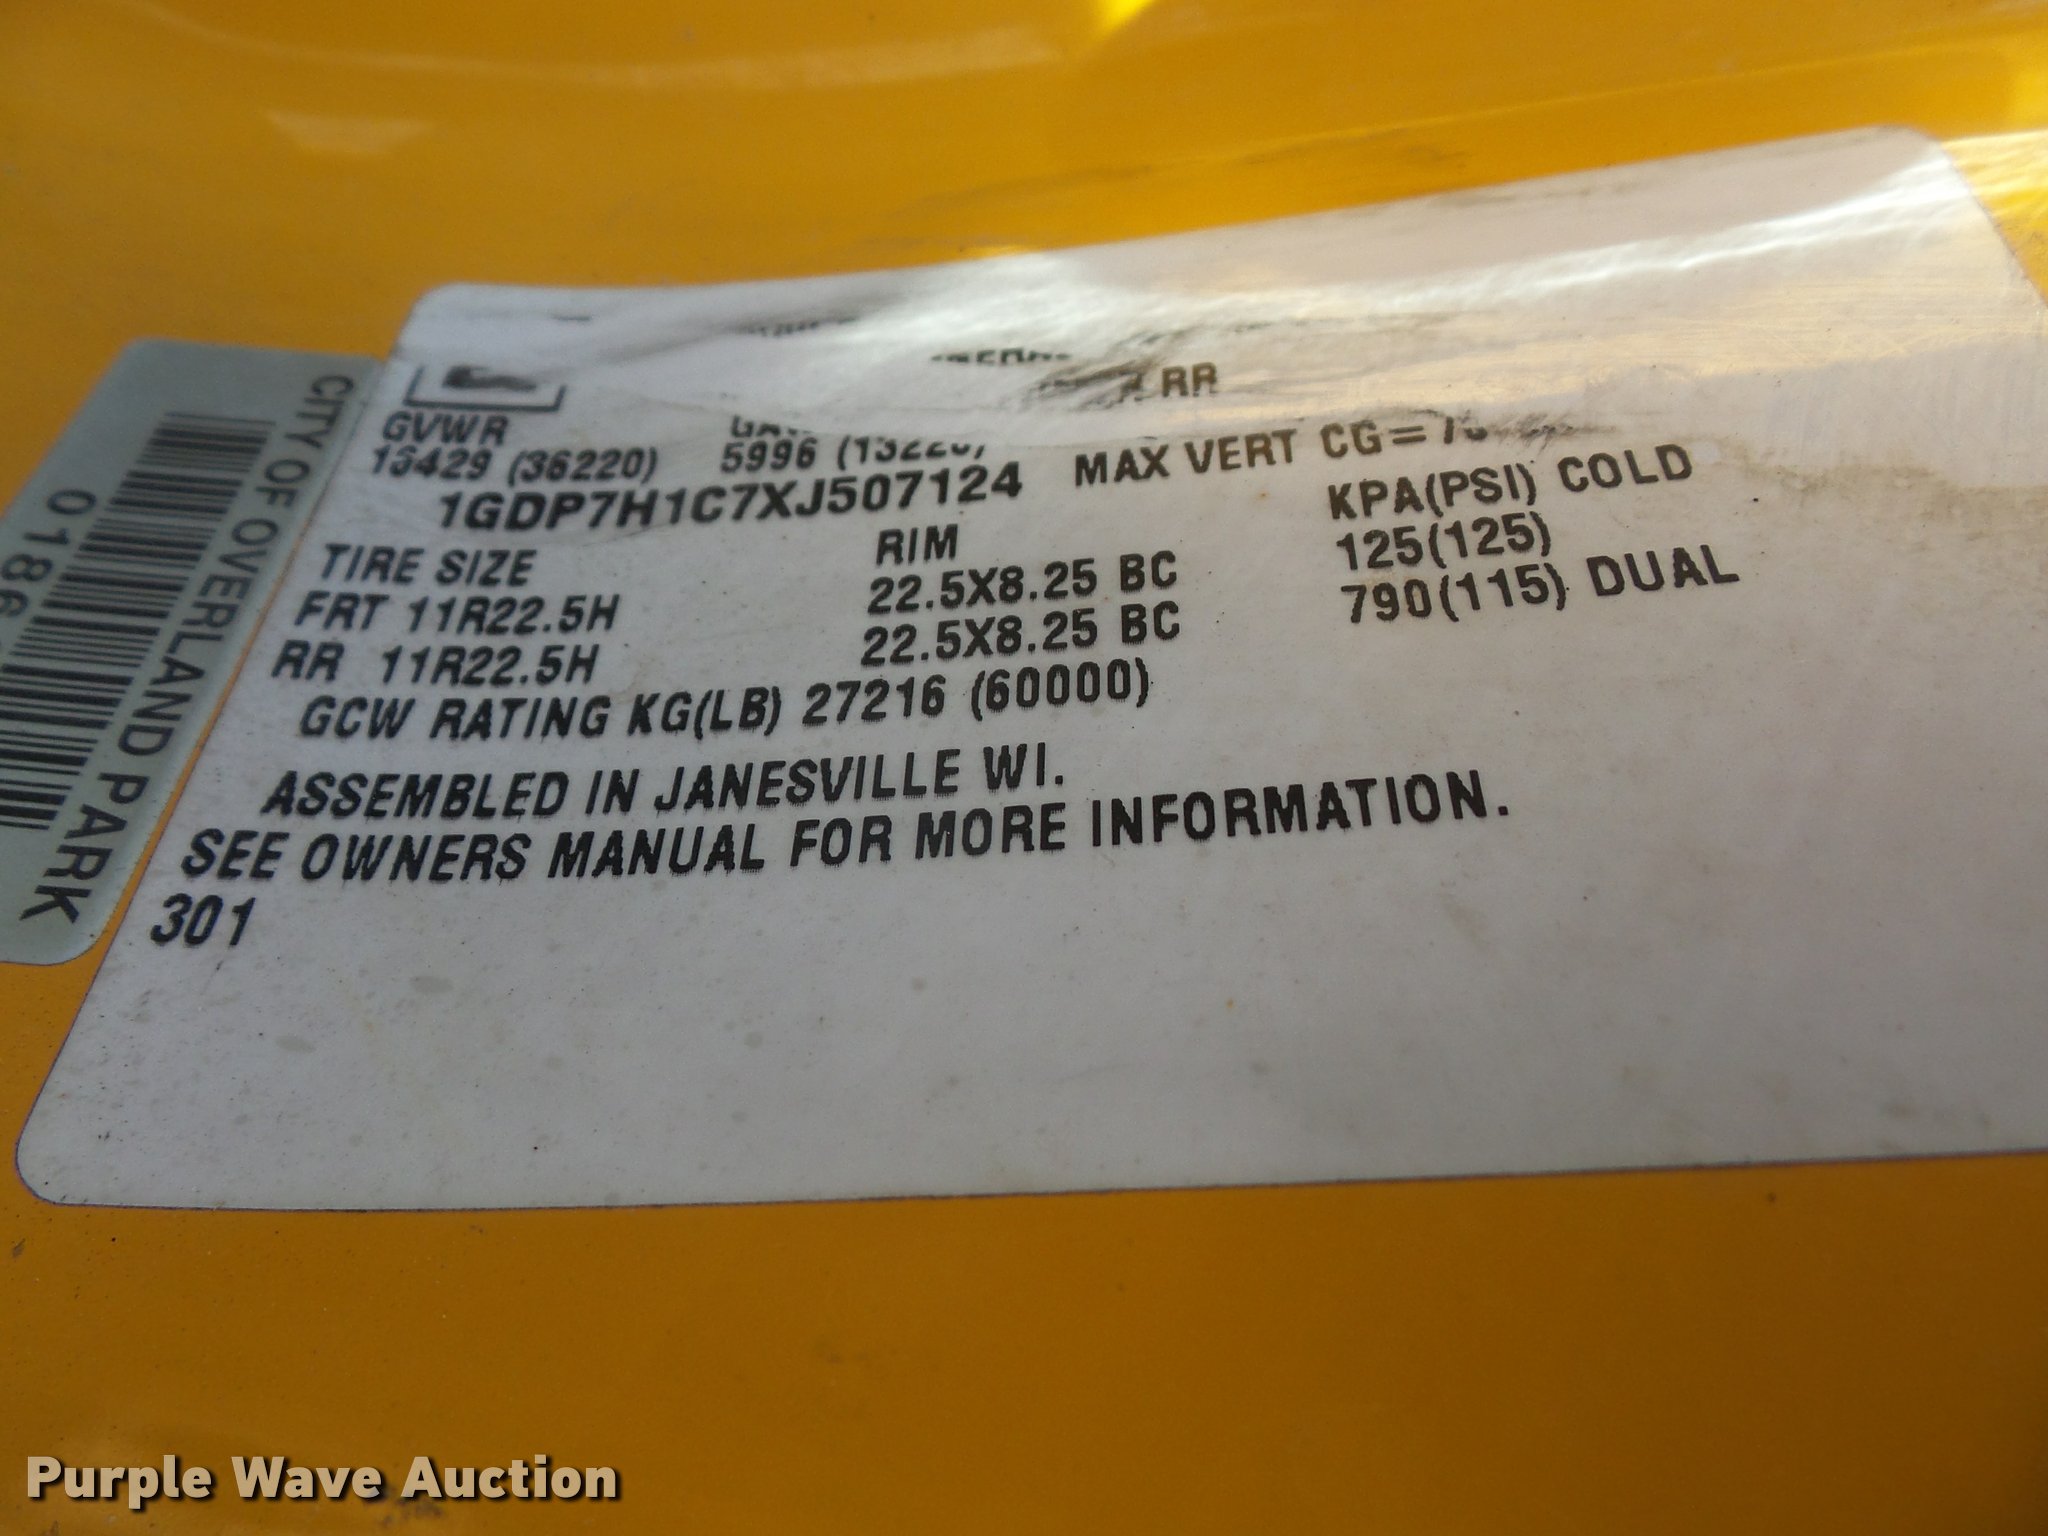 RR
GVWR
16429 (36220) 5996
1GDP7H1C7XJ507124 MAX VERT CG=
TIRE SIZE RIM KPA(PSI) COLD
FRT 11R22.5H 22.5X8.25 BC 125(125)
RR 11R22.5H 22.5X8.25 BC 790(115) DUAL
GCW RATING KG(LB) 27216 (60000)
ASSEMBLED IN JANESVILLE WI.
SEE OWNERS MANUAL FOR MORE INFORMATION.
301
CITY OF OVERLAND PARK
0186
Purple Wave Auction